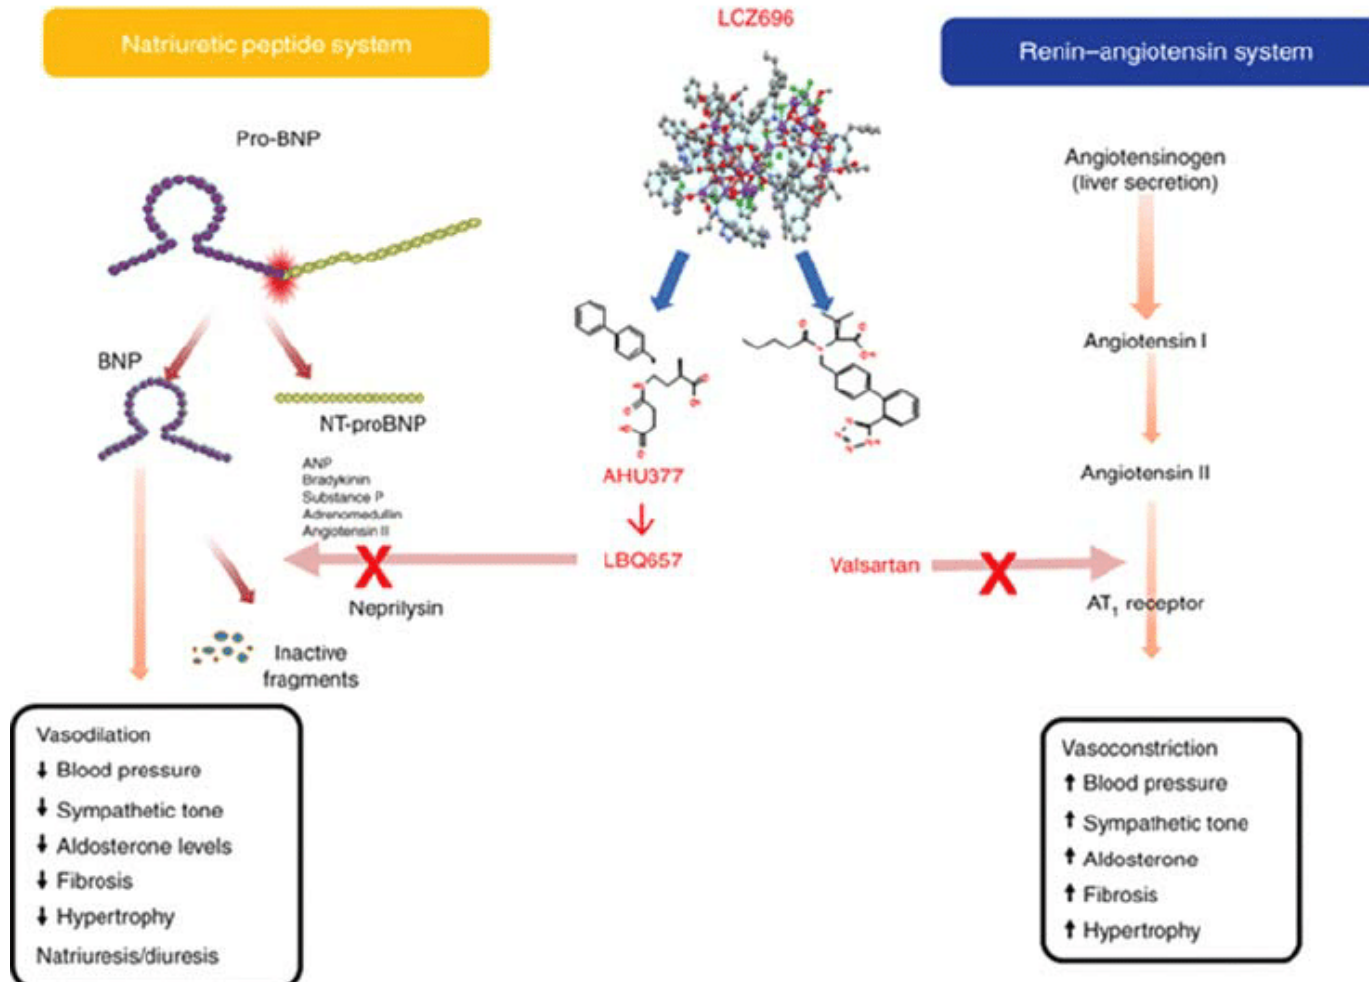 LCZ696
Natriuretic peptide system
Renin–angiotensin system
Pro-BNP
BNP
NT-proBNP
ANP
Bradykinin
Substance P
Adrenomedullin
Angiotensin II
Neprilysin
Inactive
fragments
Vasodilation
↓ Blood pressure
↓ Sympathetic tone
↓ Aldosterone levels
↓ Fibrosis
↓ Hypertrophy
Natriuresis/diuresis
AHU377
LBQ657
Valsartan
Angiotensinogen
(liver secretion)
Angiotensin I
Angiotensin II
AT₁ receptor
Vasoconstriction
↑ Blood pressure
↑ Sympathetic tone
↑ Aldosterone
↑ Fibrosis
↑ Hypertrophy